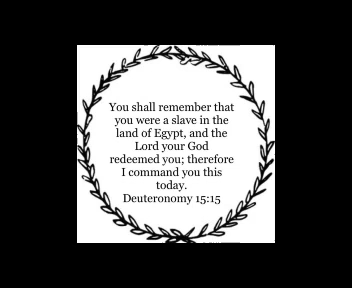 You shall remember that
you were a slave in the
land of Egypt, and the
Lord your God
redeemed you; therefore
I command you this
today.
Deuteronomy 15:15